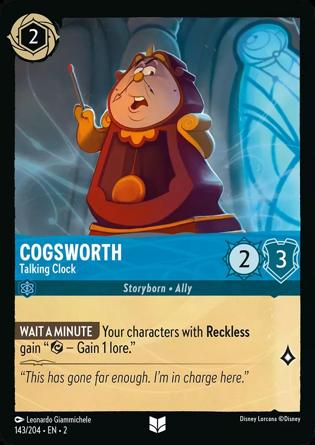 2
COGSWORTH
Talking Clock
2 3
Storyborn • Ally
WAIT A MINUTE Your characters with Reckless
gain “ – Gain 1 lore.”
“This has gone far enough. I’m in charge here.”
Leonardo Giammichele
143/204 • EN • 2
Disney Lorcana ©Disney